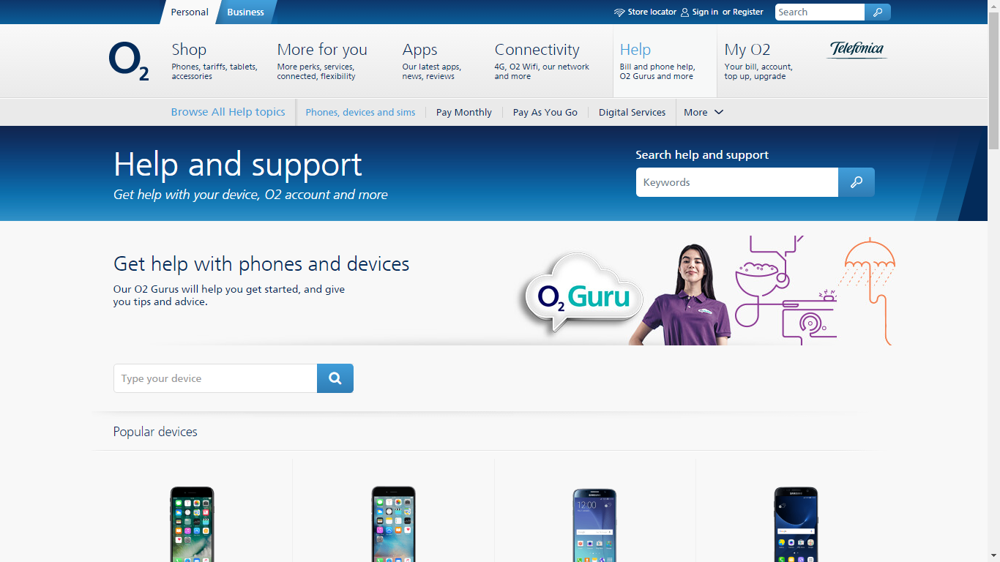 Personal
Business
Store locator
Sign in or Register
Search
O2
Shop
Phones, tariffs, tablets,
accessories
More for you
More perks, services,
connected, flexibility
Apps
Our latest apps,
news, reviews
Connectivity
4G, O2 Wifi, our network
and more
Help
Bill and phone help,
O2 Gurus and more
My O2
Your bill, account,
top up, upgrade
Telefónica
Browse All Help topics
Phones, devices and sims
Pay Monthly
Pay As You Go
Digital Services
More
Help and support
Get help with your device, O2 account and more
Search help and support
Keywords
Get help with phones and devices
Our O2 Gurus will help you get started, and give
you tips and advice.
O2 Guru
Type your device
Popular devices
SAMSUNG
12:00
SAMSUNG